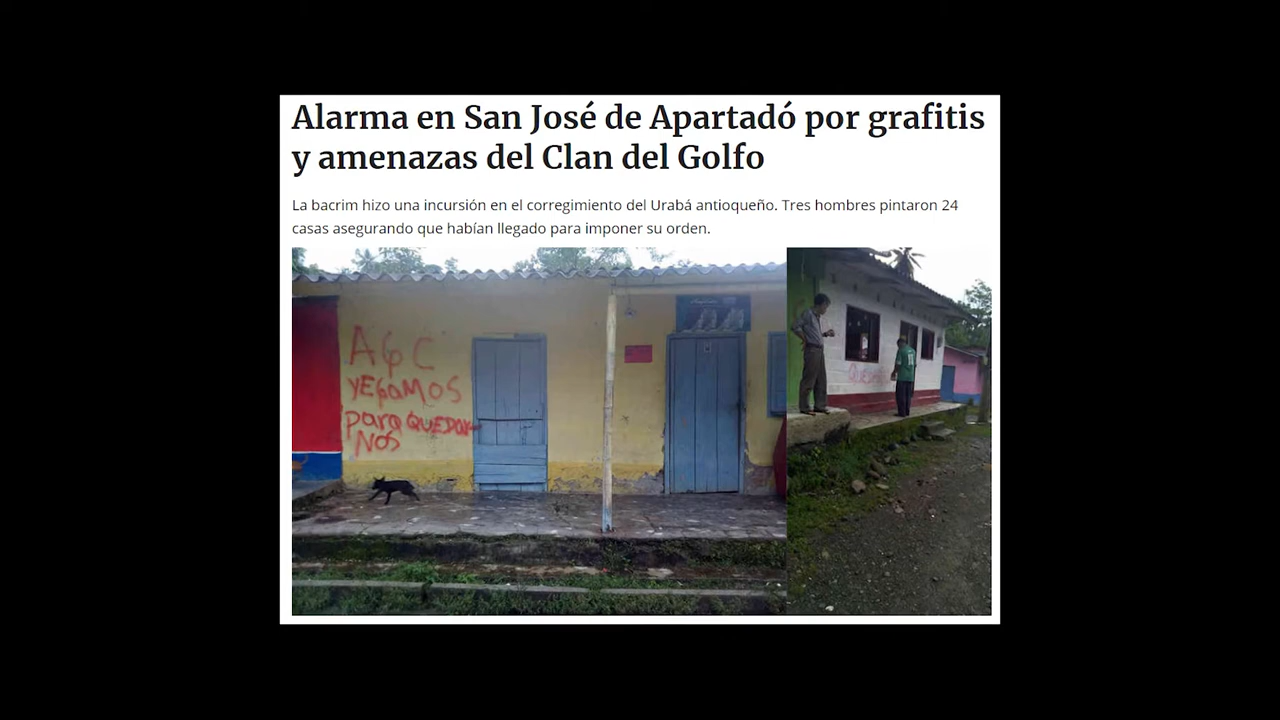 Alarma en San José de Apartadó por grafitis
y amenazas del Clan del Golfo
La bacrim hizo una incursión en el corregimiento del Urabá antioqueño. Tres hombres pintaron 24
casas asegurando que habían llegado para imponer su orden.
AGC
YEGAMOS
para QUEDAR
NOS